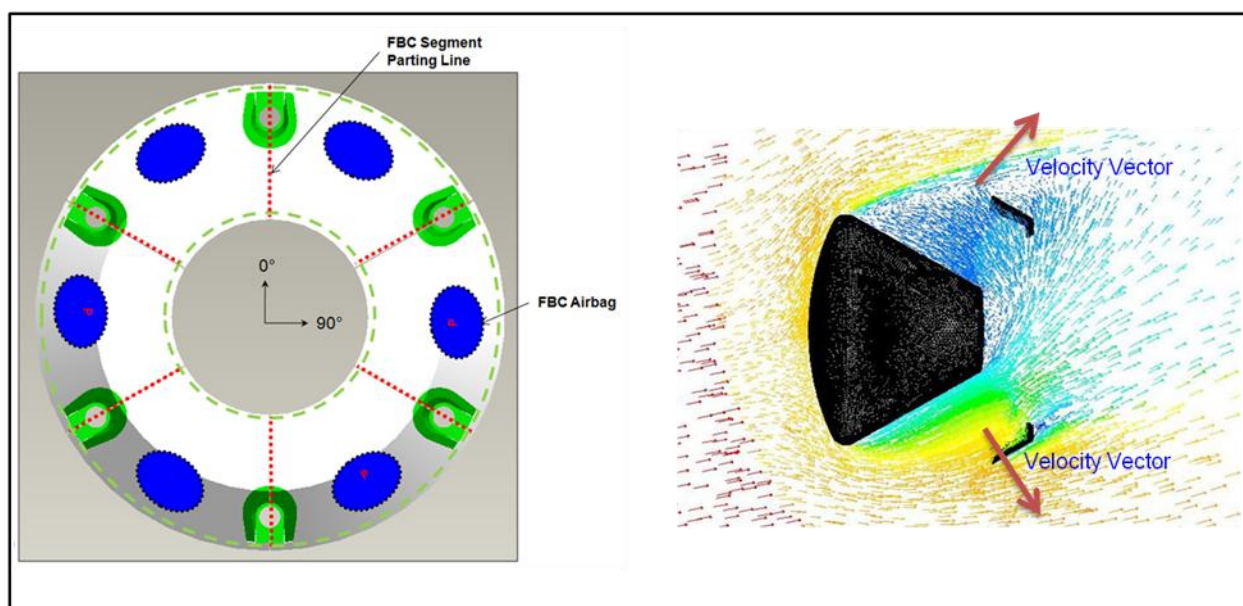 FBC Segment
Parting Line
0°
90°
FBC Airbag
Velocity Vector
Velocity Vector